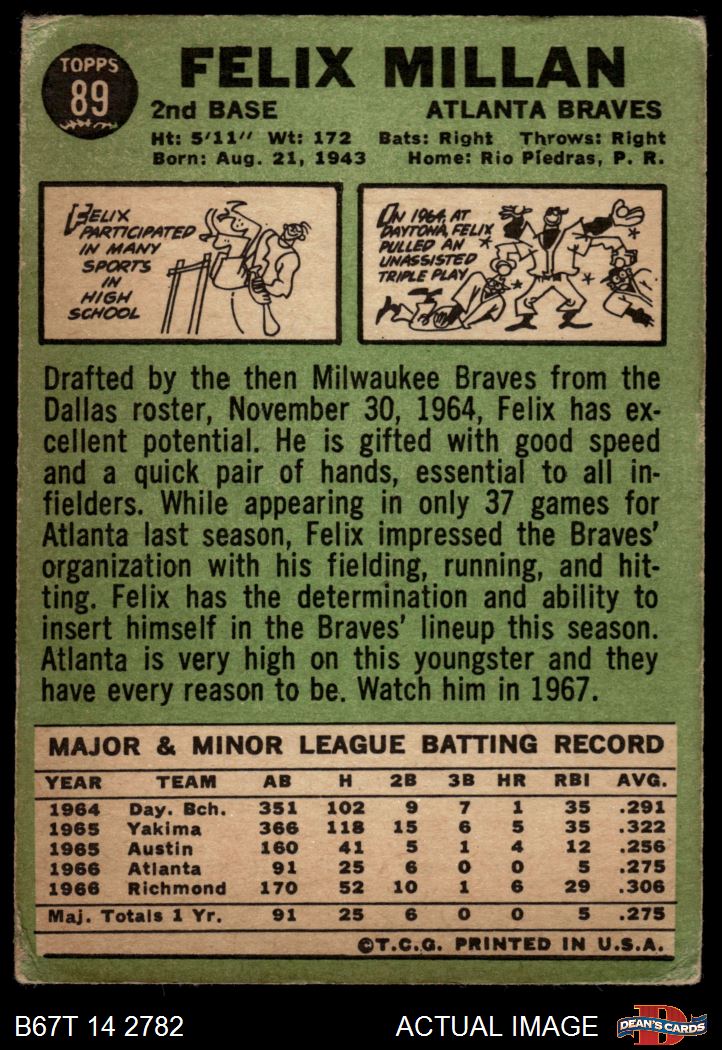 TOPPS
89
FELIX MILLAN
2nd BASE ATLANTA BRAVES
Ht: 5'11" Wt: 172 Bats: Right Throws: Right
Born: Aug. 21, 1943 Home: Rio Piedras, P. R.
FELIX
PARTICIPATED
IN MANY
SPORTS
IN
HIGH
SCHOOL
IN 1964, AT
DAYTONA, FELIX
PULLED AN
UNASSISTED
TRIPLE PLAY
Drafted by the then Milwaukee Braves from the
Dallas roster, November 30, 1964, Felix has ex-
cellent potential. He is gifted with good speed
and a quick pair of hands, essential to all in-
fielders. While appearing in only 37 games for
Atlanta last season, Felix impressed the Braves'
organization with his fielding, running, and hit-
ting. Felix has the determination and ability to
insert himself in the Braves' lineup this season.
Atlanta is very high on this youngster and they
have every reason to be. Watch him in 1967.
MAJOR & MINOR LEAGUE BATTING RECORD
YEAR TEAM AB H 2B 3B HR RBI AVG.
1964 Day. Bch. 351 102 9 7 1 35 .291
1965 Yakima 366 118 15 6 5 35 .322
1965 Austin 160 41 5 1 4 12 .256
1966 Atlanta 91 25 6 0 0 5 .275
1966 Richmond 170 52 10 1 6 29 .306
Maj. Totals 1 Yr. 91 25 6 0 0 5 .275
©T.C.G. PRINTED IN U.S.A.
B67T 14 2782 ACTUAL IMAGE
D
DEAN'S CARDS